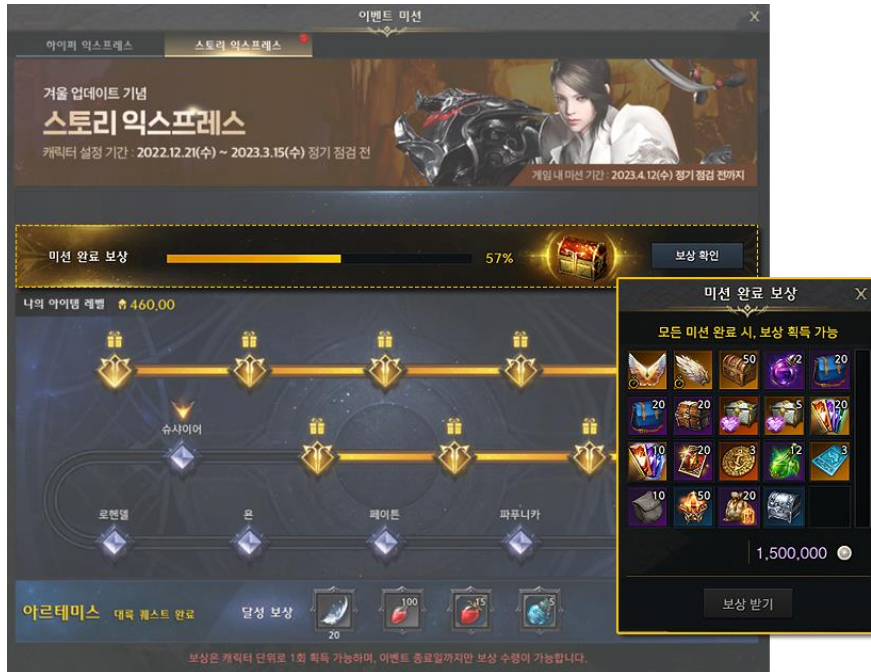 이벤트 미션
X
하이퍼 익스프레스
스토리 익스프레스
겨울 업데이트 기념
스토리 익스프레스
캐릭터 설정 기간 : 2022.12.21(수) ~ 2023.3.15(수) 정기 점검 전
게임 내 미션 기간 : 2023.4.12(수) 정기 점검 전까지
미션 완료 보상
57%
보상 확인
나의 아이템 레벨 460,00
슈샤이어
로헨델
욘
페이튼
파푸니카
아르테미스 대륙 퀘스트 완료
달성 보상
20
100
15
5
보상은 캐릭터 단위로 1회 획득 가능하며, 이벤트 종료일까지만 보상 수령이 가능합니다.
미션 완료 보상
X
모든 미션 완료 시, 보상 획득 가능
50 2 20
20 20 5 20
10 20 3 12 3
10 50 20
1,500,000
보상 받기